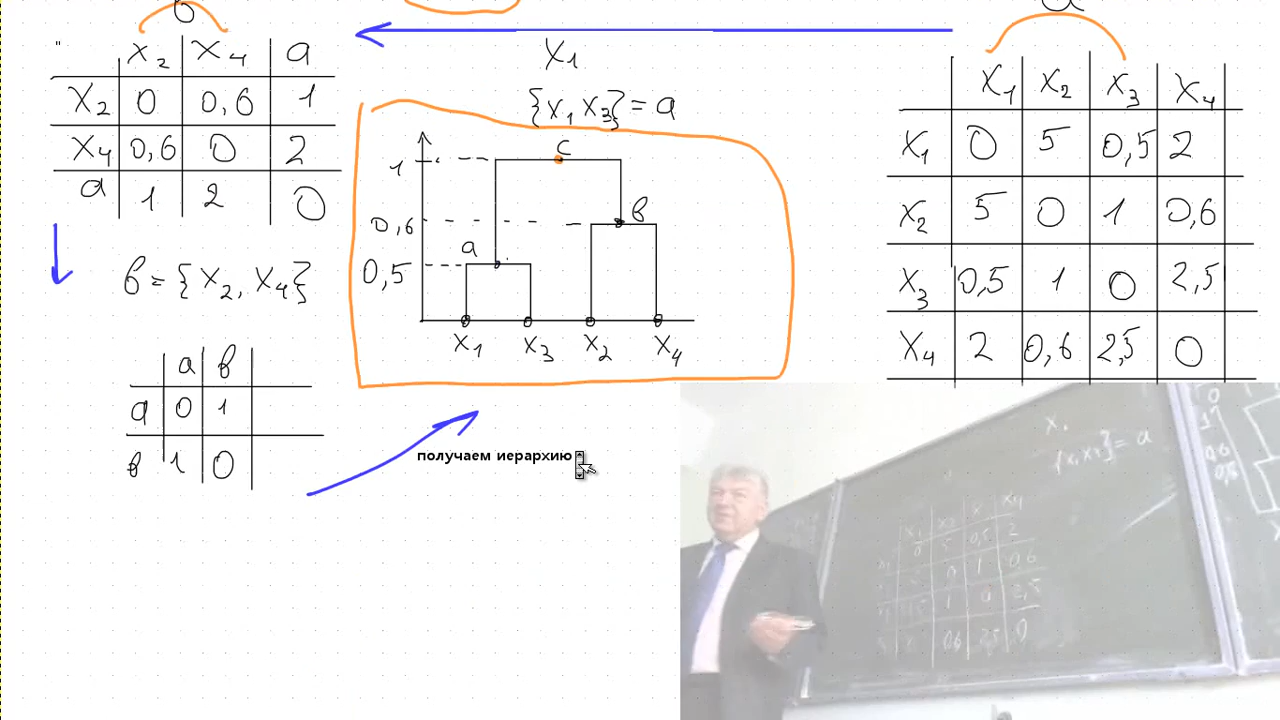 б
a
" x₂ x₄ a
x₂ 0 0,6 1
x₄ 0,6 0 2
a 1 2 0
x₁
{x₁ x₃} = a
x₁ x₂ x₃ x₄
x₁ 0 5 0,5 2
x₂ 5 0 1 0,6
x₃ 0,5 1 0 2,5
x₄ 2 0,6 2,5 0
1 c
0,6 в
0,5 a
x₁ x₃ x₂ x₄
в = {x₂, x₄}
a в
a 0 1
в 1 0
получаем иерархию